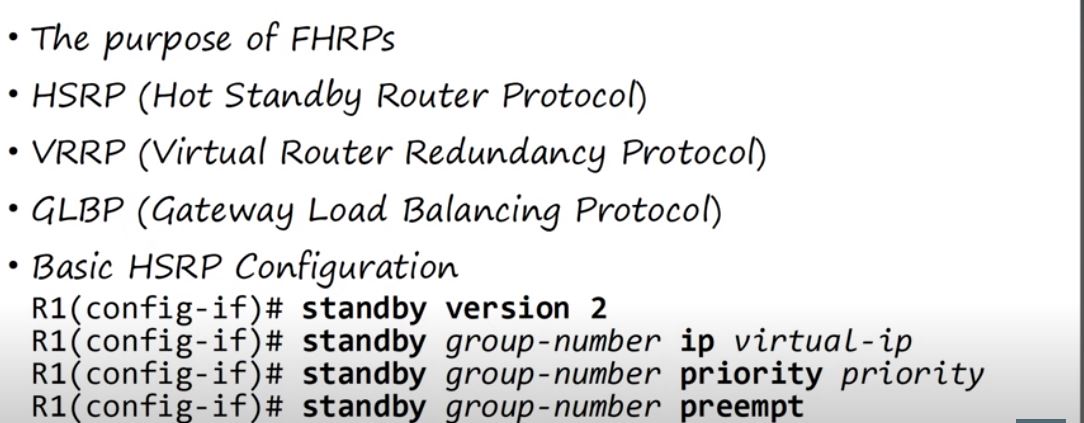 • The purpose of FHRPs
• HSRP (Hot Standby Router Protocol)
• VRRP (Virtual Router Redundancy Protocol)
• GLBP (Gateway Load Balancing Protocol)
• Basic HSRP Configuration
R1(config-if)# standby version 2
R1(config-if)# standby group-number ip virtual-ip
R1(config-if)# standby group-number priority priority
R1(config-if)# standby group-number preempt